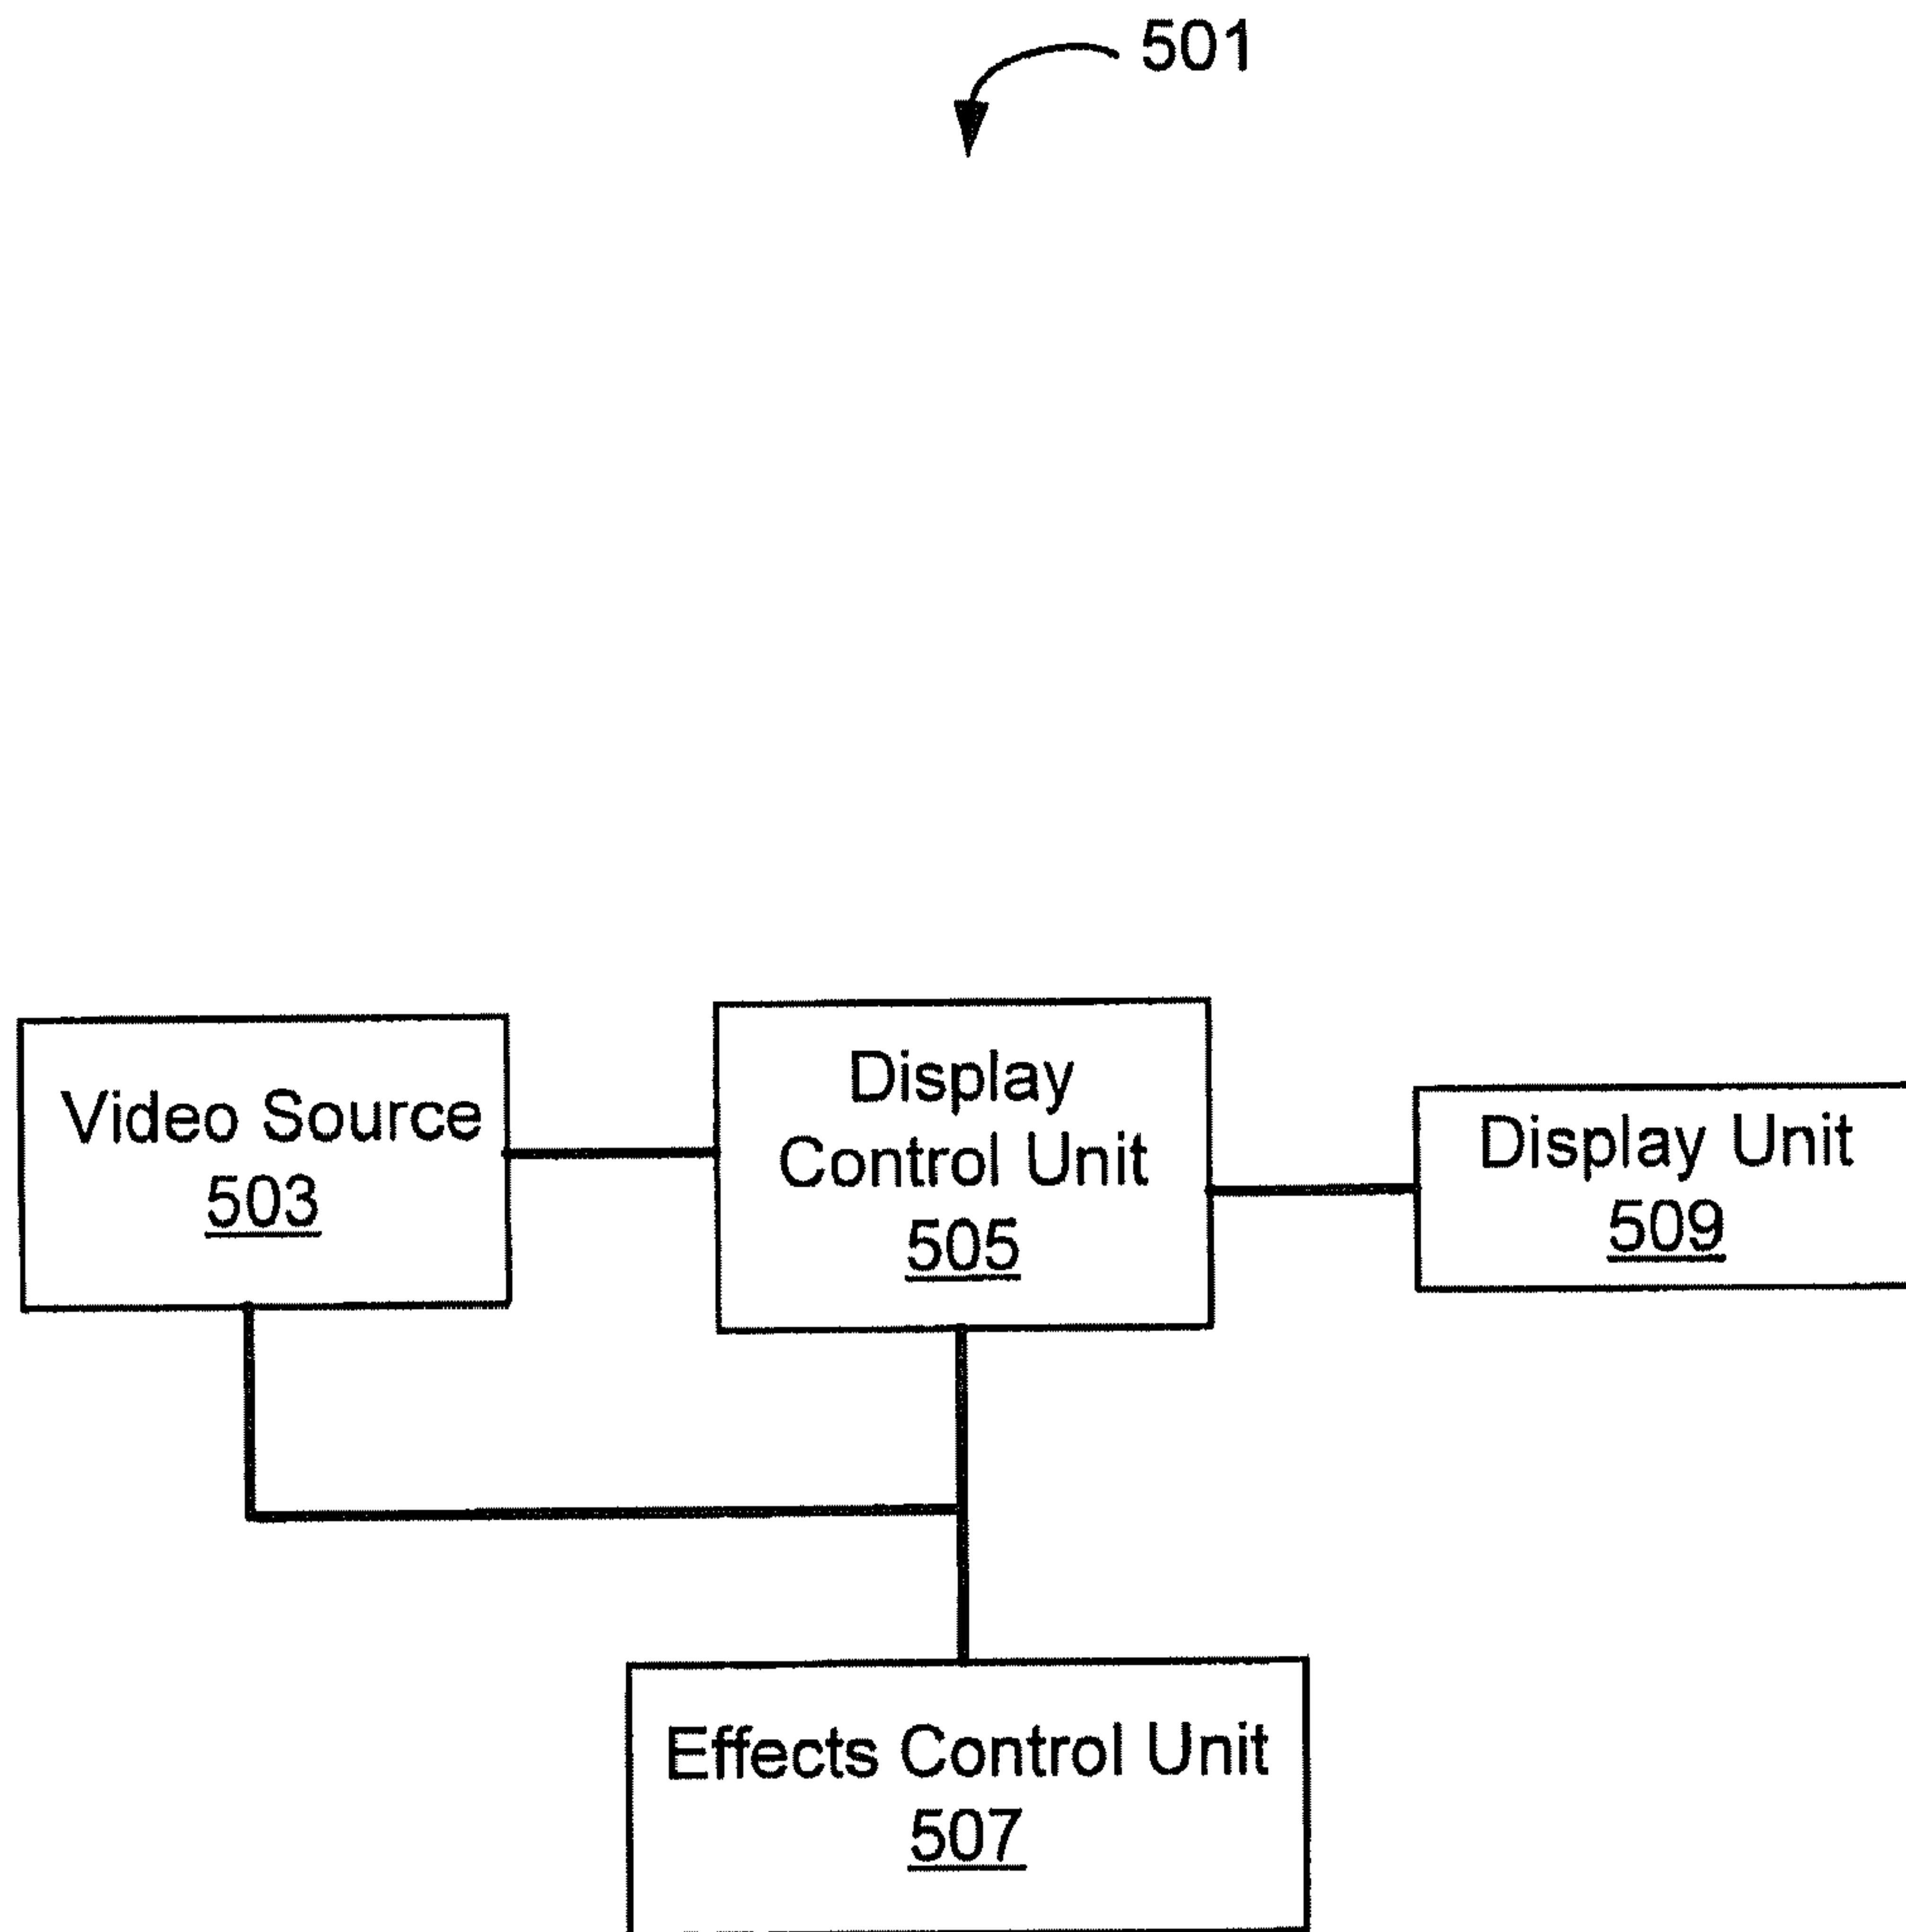 501
Video Source
503
Display
Control Unit
505
Display Unit
509
Effects Control Unit
507